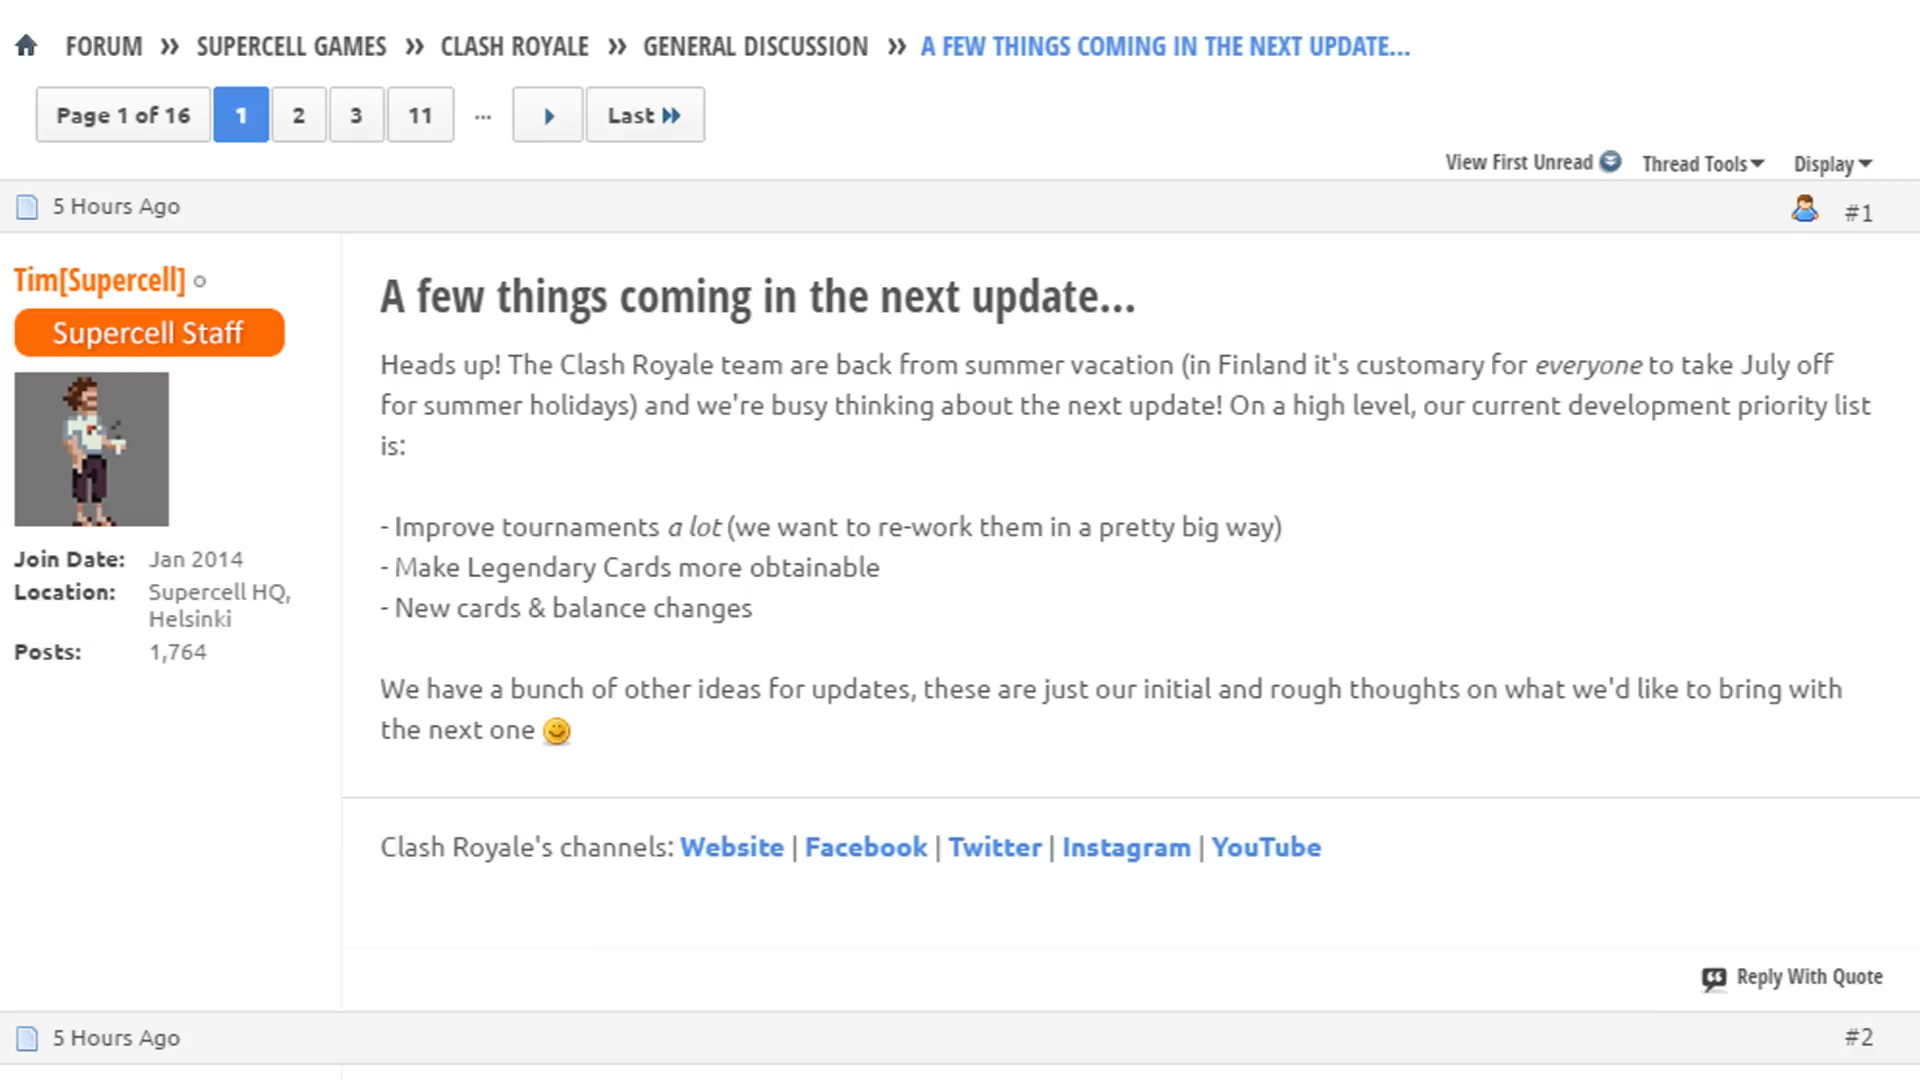 FORUM » SUPERCELL GAMES » CLASH ROYALE » GENERAL DISCUSSION » A FEW THINGS COMING IN THE NEXT UPDATE...
Page 1 of 16 1 2 3 11 ... Last
View First Unread Thread Tools Display
5 Hours Ago #1
Tim[Supercell]
Supercell Staff
Join Date: Jan 2014
Location: Supercell HQ,
Helsinki
Posts: 1,764
A few things coming in the next update...
Heads up! The Clash Royale team are back from summer vacation (in Finland it's customary for everyone to take July off
for summer holidays) and we're busy thinking about the next update! On a high level, our current development priority list
is:
- Improve tournaments a lot (we want to re-work them in a pretty big way)
- Make Legendary Cards more obtainable
- New cards & balance changes
We have a bunch of other ideas for updates, these are just our initial and rough thoughts on what we'd like to bring with
the next one
Clash Royale's channels: Website | Facebook | Twitter | Instagram | YouTube
Reply With Quote
5 Hours Ago #2